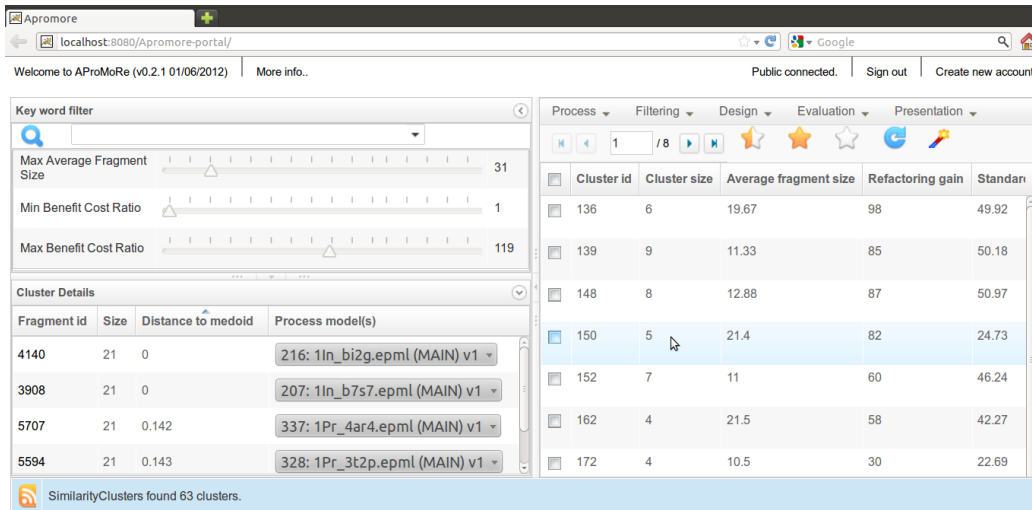 Apromore
localhost:8080/Apromore-portal/
Google
Welcome to AProMoRe (v0.2.1 01/06/2012) More info.. Public connected. Sign out Create new account
Key word filter
Max Average Fragment Size 31
Min Benefit Cost Ratio 1
Max Benefit Cost Ratio 119
Cluster Details
Fragment id Size Distance to medoid Process model(s)
4140 21 0 216: 1In_bi2g.epml (MAIN) v1
3908 21 0 207: 1In_b7s7.epml (MAIN) v1
5707 21 0.142 337: 1Pr_4ar4.epml (MAIN) v1
5594 21 0.143 328: 1Pr_3t2p.epml (MAIN) v1
Process Filtering Design Evaluation Presentation
1 / 8
Cluster id Cluster size Average fragment size Refactoring gain Standard
136 6 19.67 98 49.92
139 9 11.33 85 50.18
148 8 12.88 87 50.97
150 5 21.4 82 24.73
152 7 11 60 46.24
162 4 21.5 58 42.27
172 4 10.5 30 22.69
SimilarityClusters found 63 clusters.